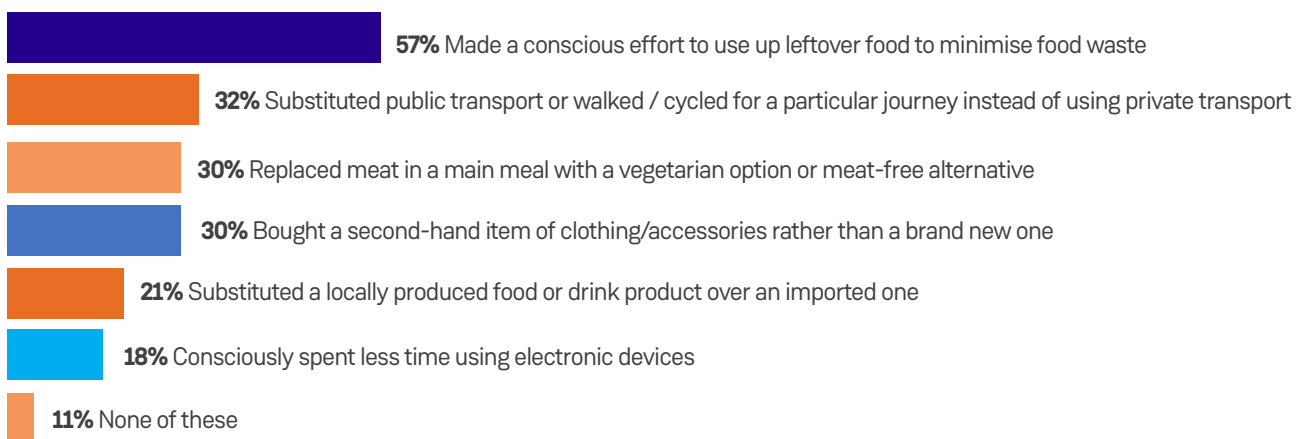 57% Made a conscious effort to use up leftover food to minimise food waste
32% Substituted public transport or walked / cycled for a particular journey instead of using private transport
30% Replaced meat in a main meal with a vegetarian option or meat-free alternative
30% Bought a second-hand item of clothing/accessories rather than a brand new one
21% Substituted a locally produced food or drink product over an imported one
18% Consciously spent less time using electronic devices
11% None of these